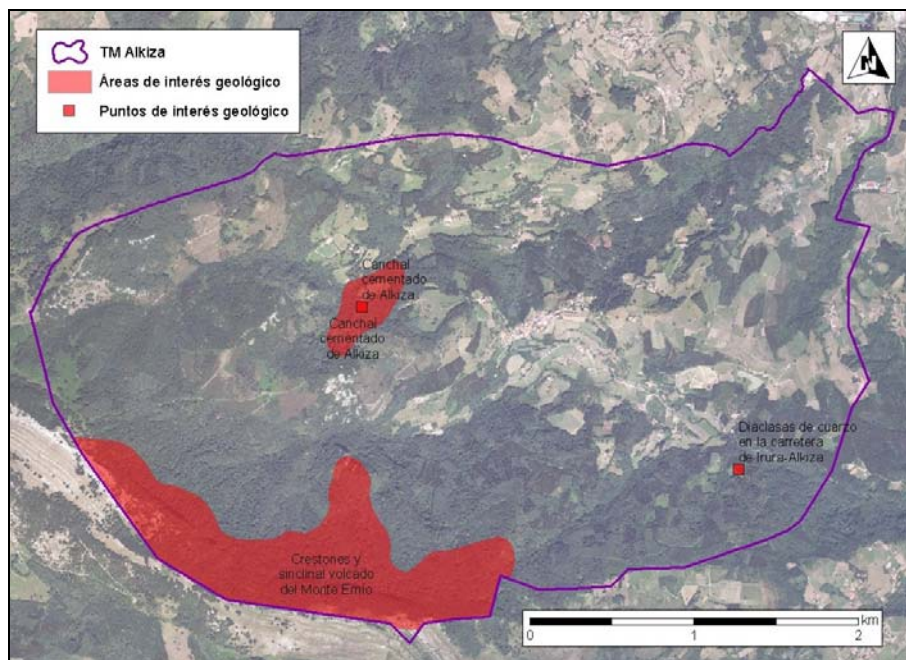 TM Alkiza
Áreas de interés geológico
Puntos de interés geológico
N
Canchal
cementado
de Alkiza
Canchal
cementado
de Alkiza
Diaclasas de cuarzo
en la carretera
de Irura-Alkiza
Crestones y
sinclinal volcado
del Monte Ernio
km
0 1 2